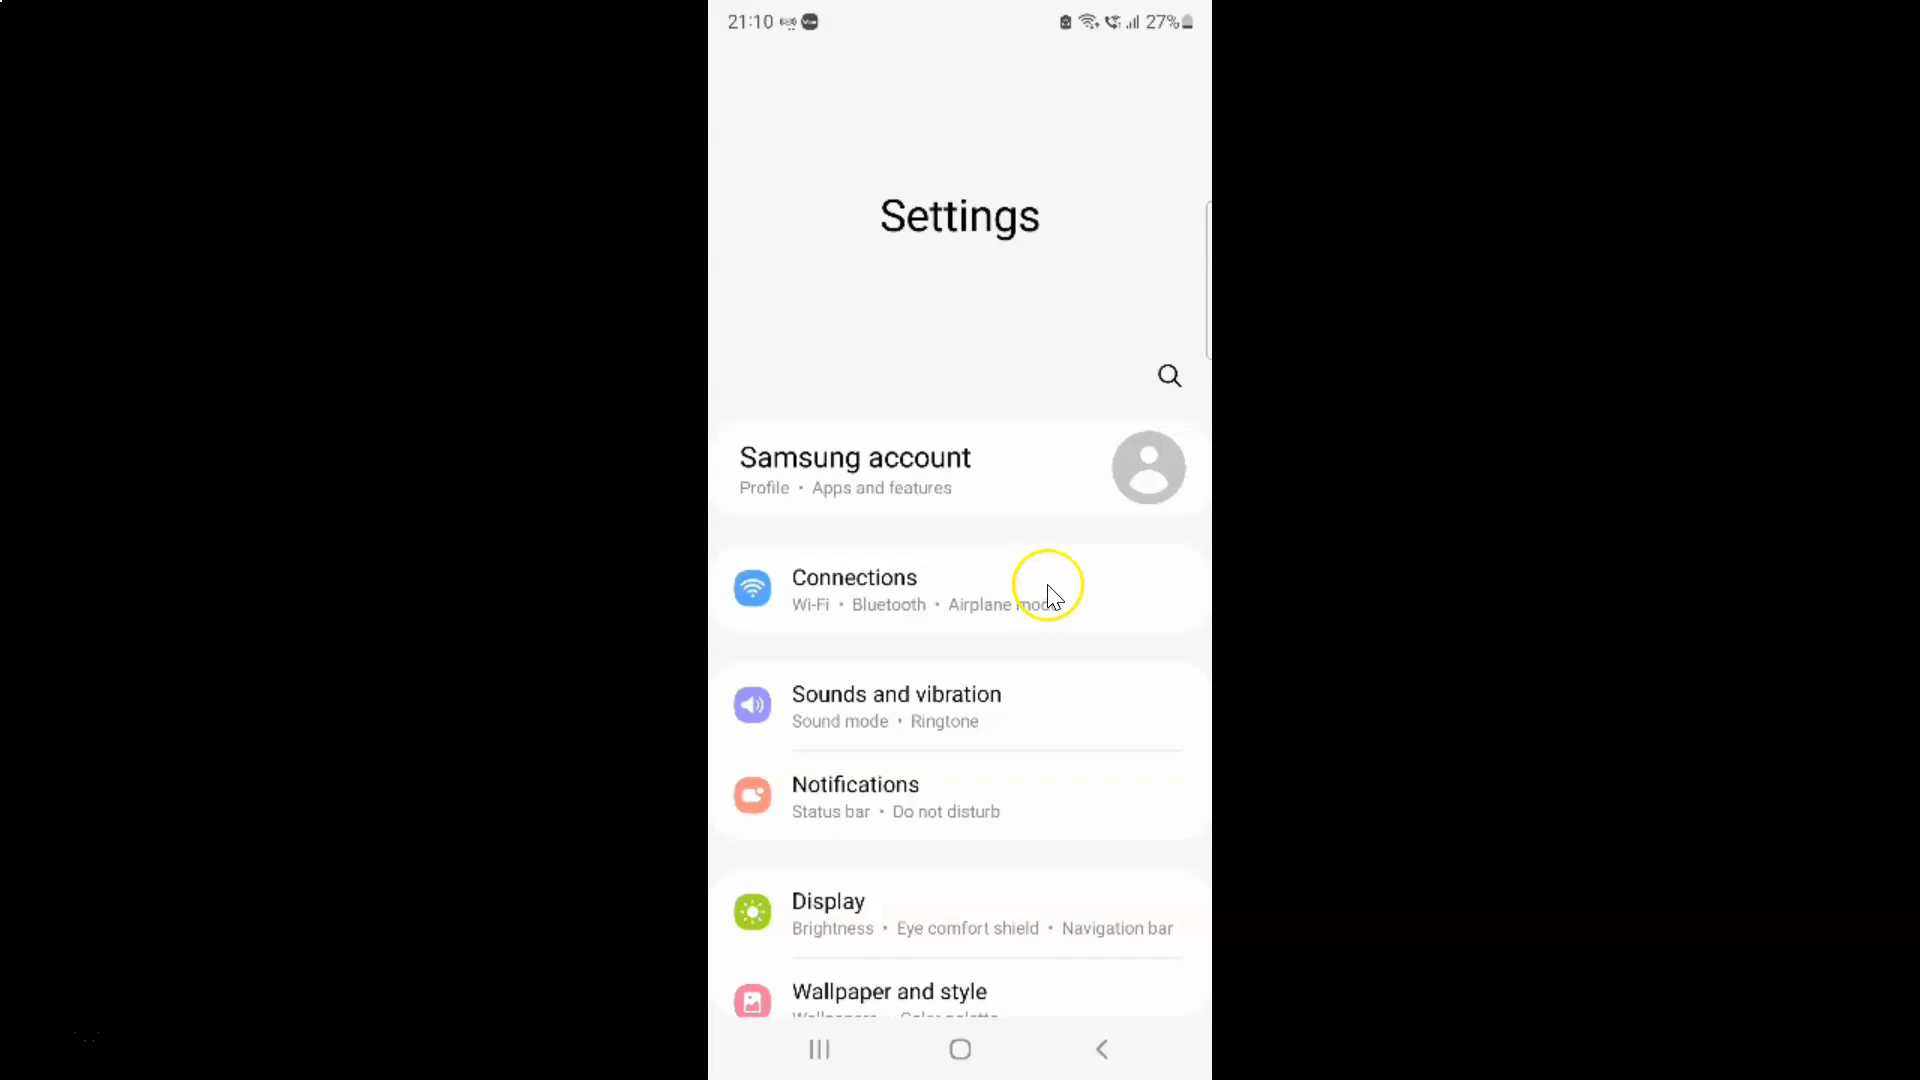 21:10
27%
Settings
Samsung account
Profile • Apps and features
Connections
Wi-Fi • Bluetooth • Airplane
Sounds and vibration
Sound mode • Ringtone
Notifications
Status bar • Do not disturb
Display
Brightness • Eye comfort shield • Navigation bar
Wallpaper and style